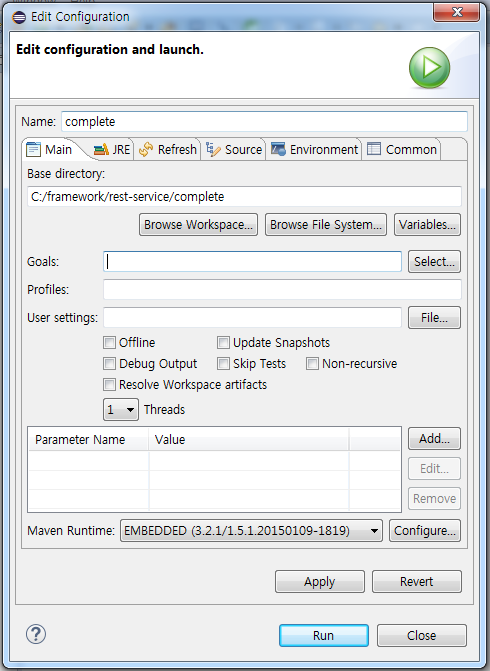 Edit Configuration
Edit configuration and launch.
Name: complete
Main JRE Refresh Source Environment Common
Base directory:
C:/framework/rest-service/complete
Browse Workspace... Browse File System... Variables...
Goals: Select...
Profiles:
User settings: File...
Offline Update Snapshots
Debug Output Skip Tests Non-recursive
Resolve Workspace artifacts
1 Threads
Parameter Name Value Add...
Edit...
Remove
Maven Runtime: EMBEDDED (3.2.1/1.5.1.20150109-1819) Configure...
Apply Revert
? Run Close